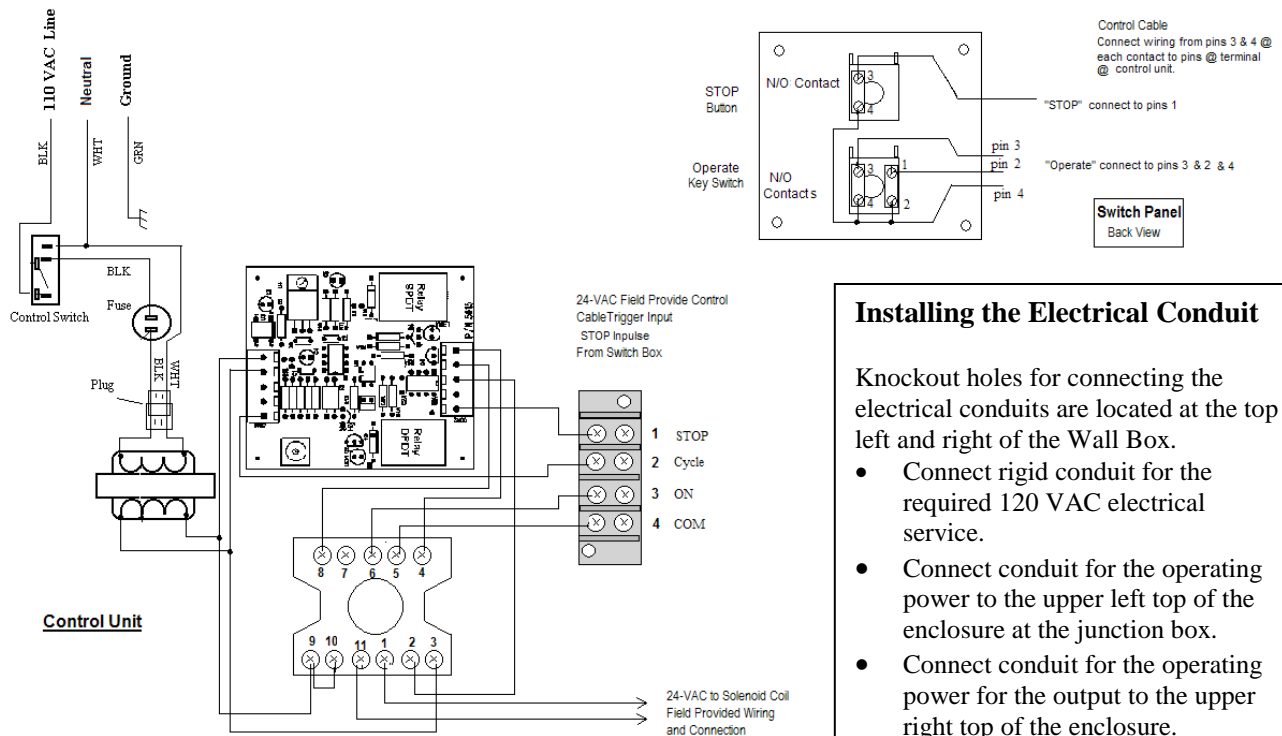 110 VAC Line
Neutral
Ground
BLK
WHT
GRN
BLK
Control Switch
Fuse
BLK
WHT
Plug
Control Unit
Relay
SPDT
P/N 5015
Relay
DPDT
24-VAC Field Provide Control
CableTrigger Input
STOP Inpulse
From Switch Box
1 STOP
2 Cycle
3 ON
4 COM
8 7 6 5 4
9 10 11 1 2 3
24-VAC to Solenoid Coil
Field Provided Wiring
and Connection
Control Cable
Connect wiring from pins 3 & 4 @
each contact to pins @ terminal
@ control unit.
STOP
Button
N/O Contact
3
4
"STOP" connect to pins 1
Operate
Key Switch
N/O
Contacts
3 1
4 2
pin 3
pin 2
pin 4
"Operate" connect to pins 3 & 2 & 4
Switch Panel
Back View
Installing the Electrical Conduit
Knockout holes for connecting the
electrical conduits are located at the top
left and right of the Wall Box.
• Connect rigid conduit for the
required 120 VAC electrical
service.
• Connect conduit for the operating
power to the upper left top of the
enclosure at the junction box.
• Connect conduit for the operating
power for the output to the upper
right top of the enclosure.